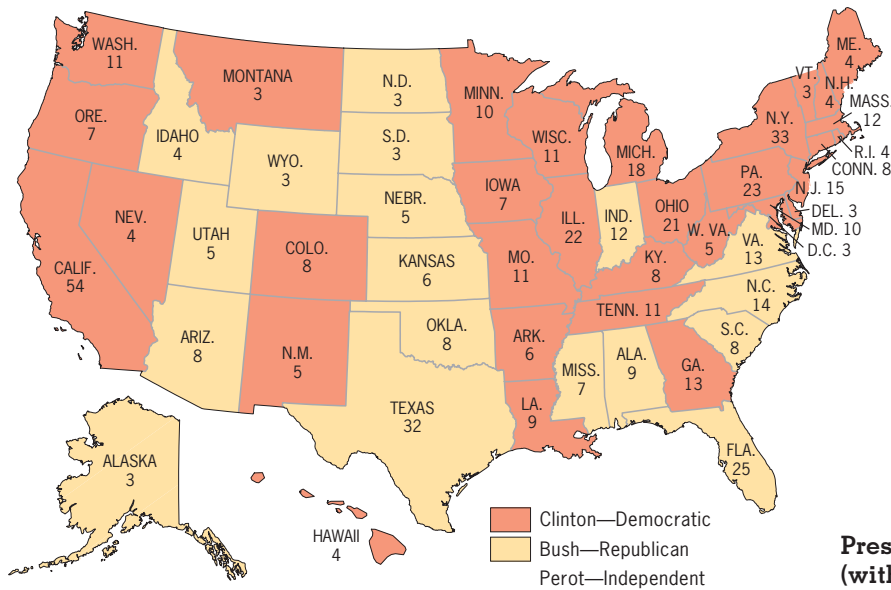 WASH.
11
ORE.
7
CALIF.
54
NEV.
4
IDAHO
4
MONTANA
3
WYO.
3
UTAH
5
COLO.
8
ARIZ.
8
N.M.
5
N.D.
3
S.D.
3
NEBR.
5
KANSAS
6
OKLA.
8
TEXAS
32
MINN.
10
IOWA
7
MO.
11
ARK.
6
LA.
9
WISC.
11
ILL.
22
MICH.
18
IND.
12
OHIO
21
KY.
8
TENN. 11
MISS.
7
ALA.
9
GA.
13
FLA.
25
S.C.
8
N.C.
14
VA.
13
W. VA.
5
PA.
23
N.Y.
33
VT.
3
N.H.
4
ME.
4
MASS.
12
R.I. 4
CONN. 8
N.J. 15
DEL. 3
MD. 10
D.C. 3
ALASKA
3
HAWAII
4
Clinton—Democratic
Bush—Republican
Perot—Independent
Pres
(with